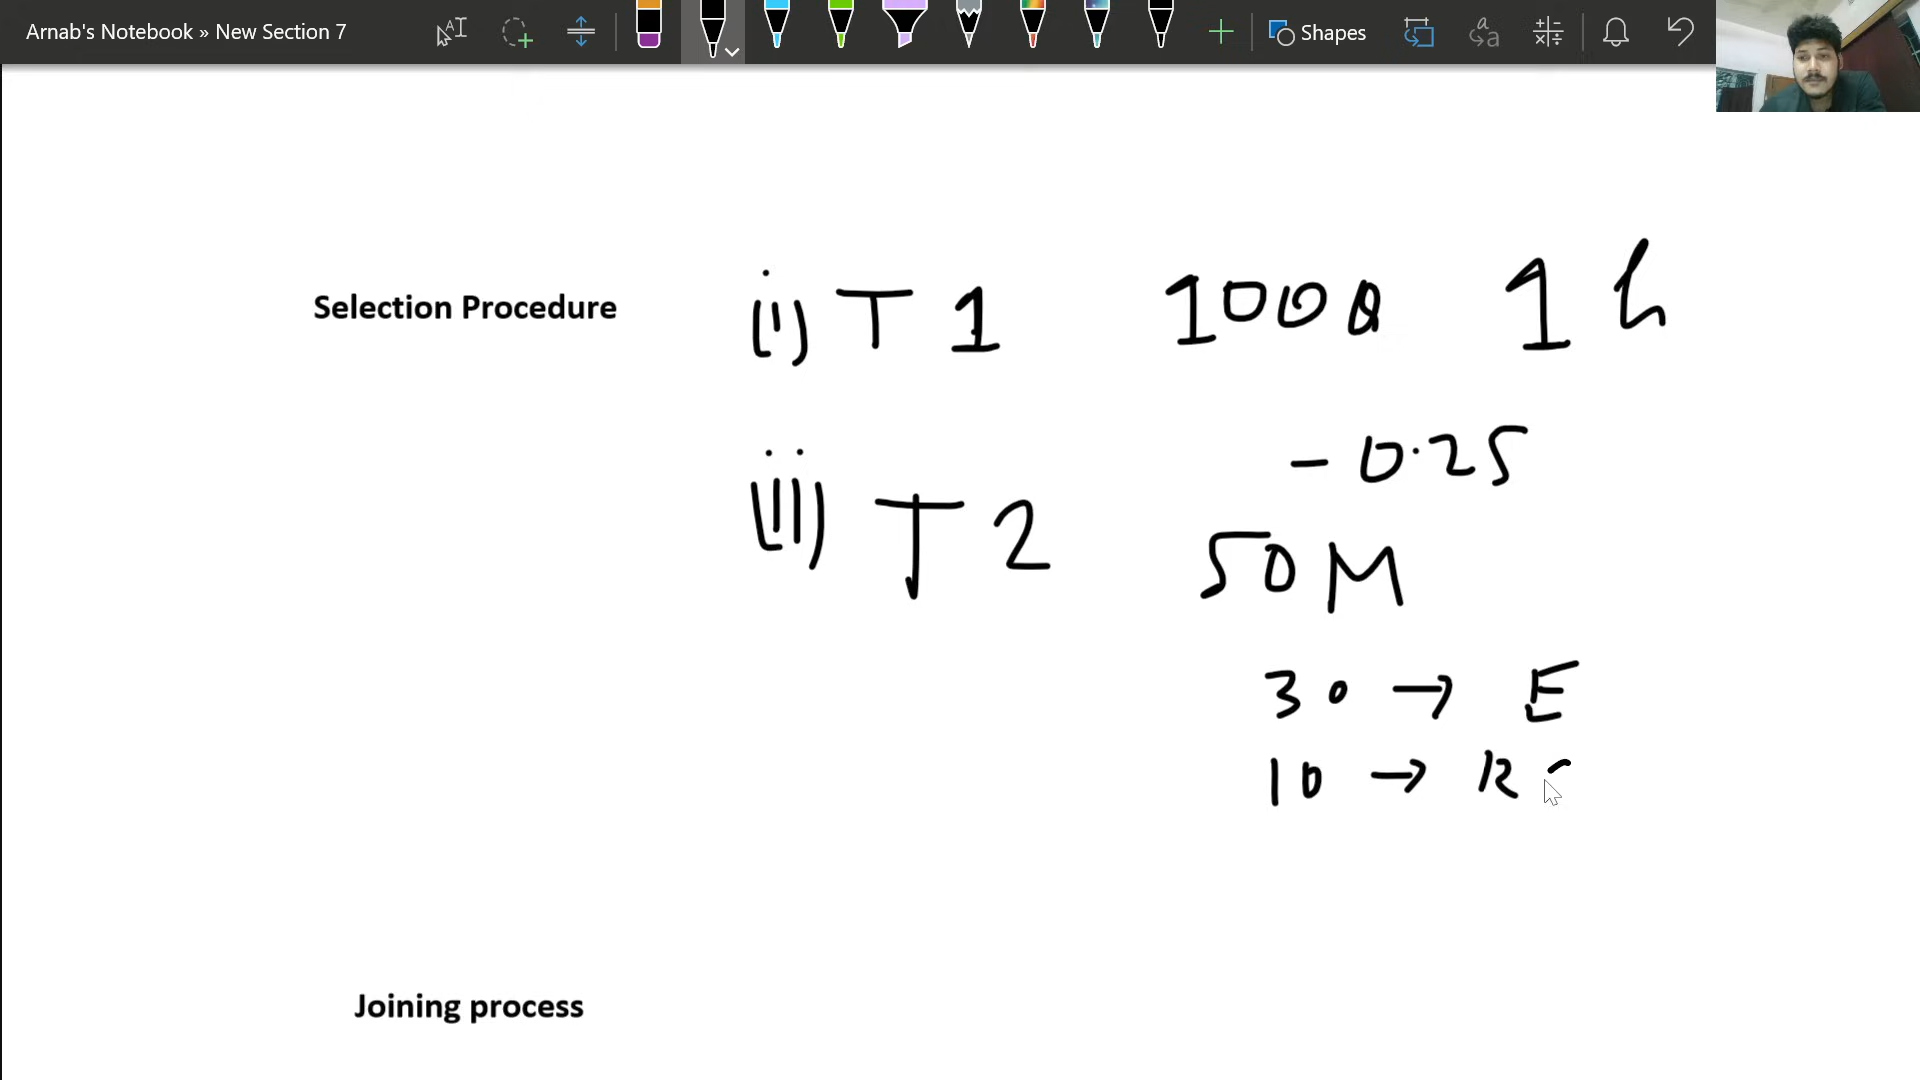 Arnab's Notebook » New Section 7
Shapes
Selection Procedure
(i) T 1 100 Q 1 h
- 0.25
(ii) T 2 50 M
30 → E
10 → R
Joining process